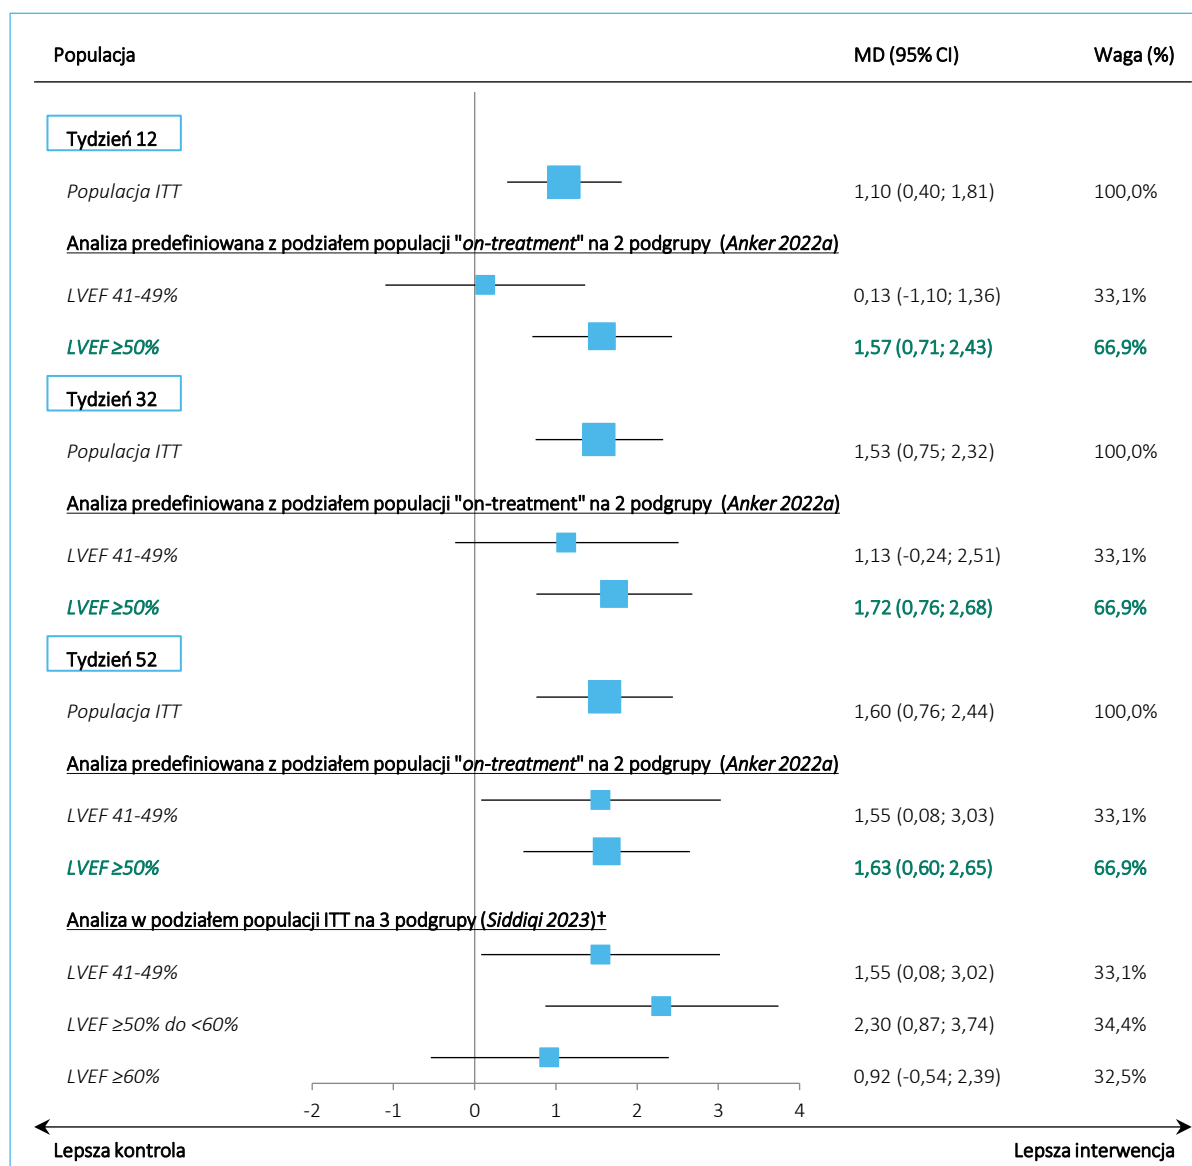 Populacja MD (95% CI) Waga (%)
Tydzień 12
Populacja ITT 1,10 (0,40; 1,81) 100,0%
Analiza predefiniowana z podziałem populacji "on-treatment" na 2 podgrupy (Anker 2022a)
LVEF 41-49% 0,13 (-1,10; 1,36) 33,1%
LVEF ≥50% 1,57 (0,71; 2,43) 66,9%
Tydzień 32
Populacja ITT 1,53 (0,75; 2,32) 100,0%
Analiza predefiniowana z podziałem populacji "on-treatment" na 2 podgrupy (Anker 2022a)
LVEF 41-49% 1,13 (-0,24; 2,51) 33,1%
LVEF ≥50% 1,72 (0,76; 2,68) 66,9%
Tydzień 52
Populacja ITT 1,60 (0,76; 2,44) 100,0%
Analiza predefiniowana z podziałem populacji "on-treatment" na 2 podgrupy (Anker 2022a)
LVEF 41-49% 1,55 (0,08; 3,03) 33,1%
LVEF ≥50% 1,63 (0,60; 2,65) 66,9%
Analiza w podziałem populacji ITT na 3 podgrupy (Siddiqi 2023)†
LVEF 41-49% 1,55 (0,08; 3,02) 33,1%
LVEF ≥50% do <60% 2,30 (0,87; 3,74) 34,4%
LVEF ≥60% 0,92 (-0,54; 2,39) 32,5%
-2 -1 0 1 2 3 4
Lepsza kontrola Lepsza interwencja